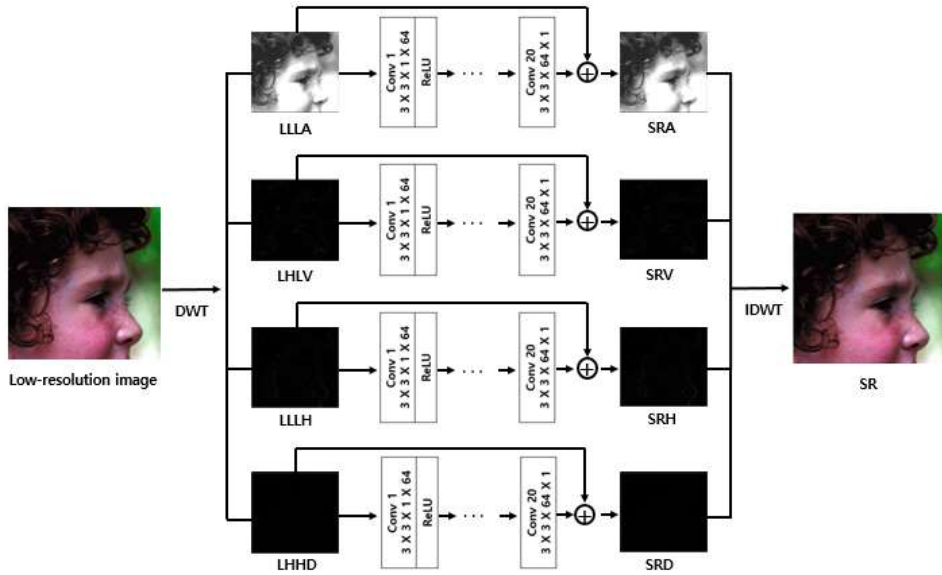 Conv 1
3 X 3 X 1 X 64
ReLU
· · · ·
Conv 20
3 X 3 X 64 X 1
LLLA
SRA
Conv 1
3 X 3 X 1 X 64
ReLU
· · · ·
Conv 20
3 X 3 X 64 X 1
LHLV
SRV
DWT
IDWT
Low-resolution image
SR
Conv 1
3 X 3 X 1 X 64
ReLU
· · · ·
Conv 20
3 X 3 X 64 X 1
LLLH
SRH
Conv 1
3 X 3 X 1 X 64
ReLU
· · · ·
Conv 20
3 X 3 X 64 X 1
LHHD
SRD